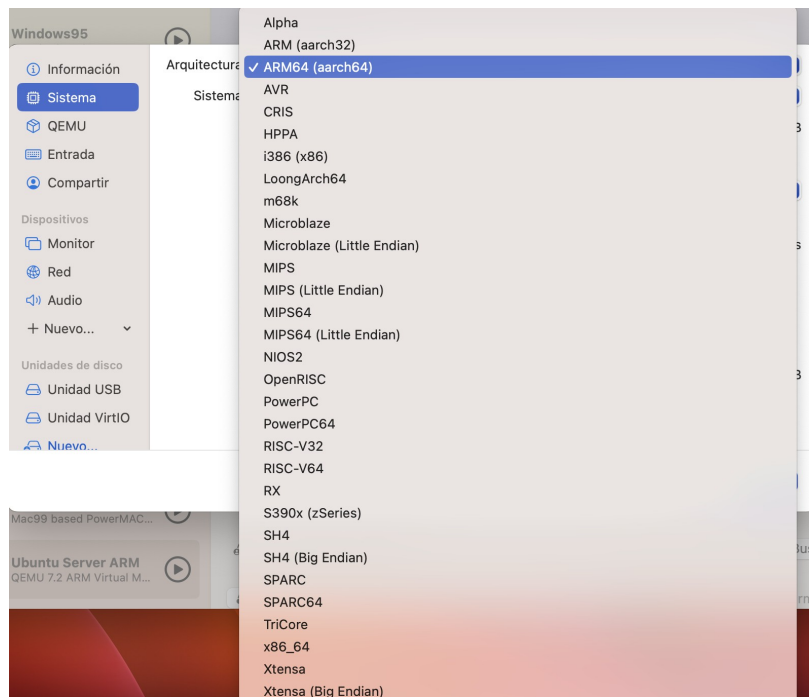 Windows95
Información
Sistema
QEMU
Entrada
Compartir
Dispositivos
Monitor
Red
Audio
Nuevo...
Unidades de disco
Unidad USB
Unidad VirtIO
Nuevo...
Mac99 based PowerMAC...
Ubuntu Server ARM
QEMU 7.2 ARM Virtual M...
Arquitectura
Sistema
Alpha
ARM (aarch32)
ARM64 (aarch64)
AVR
CRIS
HPPA
i386 (x86)
LoongArch64
m68k
Microblaze
Microblaze (Little Endian)
MIPS
MIPS (Little Endian)
MIPS64
MIPS64 (Little Endian)
NIOS2
OpenRISC
PowerPC
PowerPC64
RISC-V32
RISC-V64
RX
S390x (zSeries)
SH4
SH4 (Big Endian)
SPARC
SPARC64
TriCore
x86_64
Xtensa
Xtensa (Big Endian)